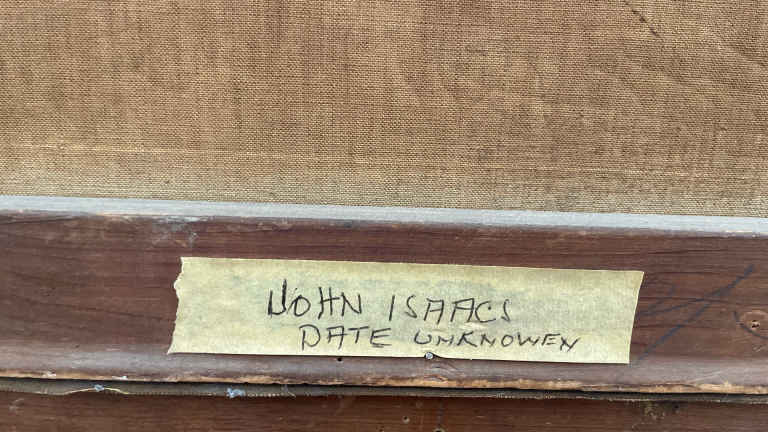 JOHN ISAACS
DATE UNKNOWEN